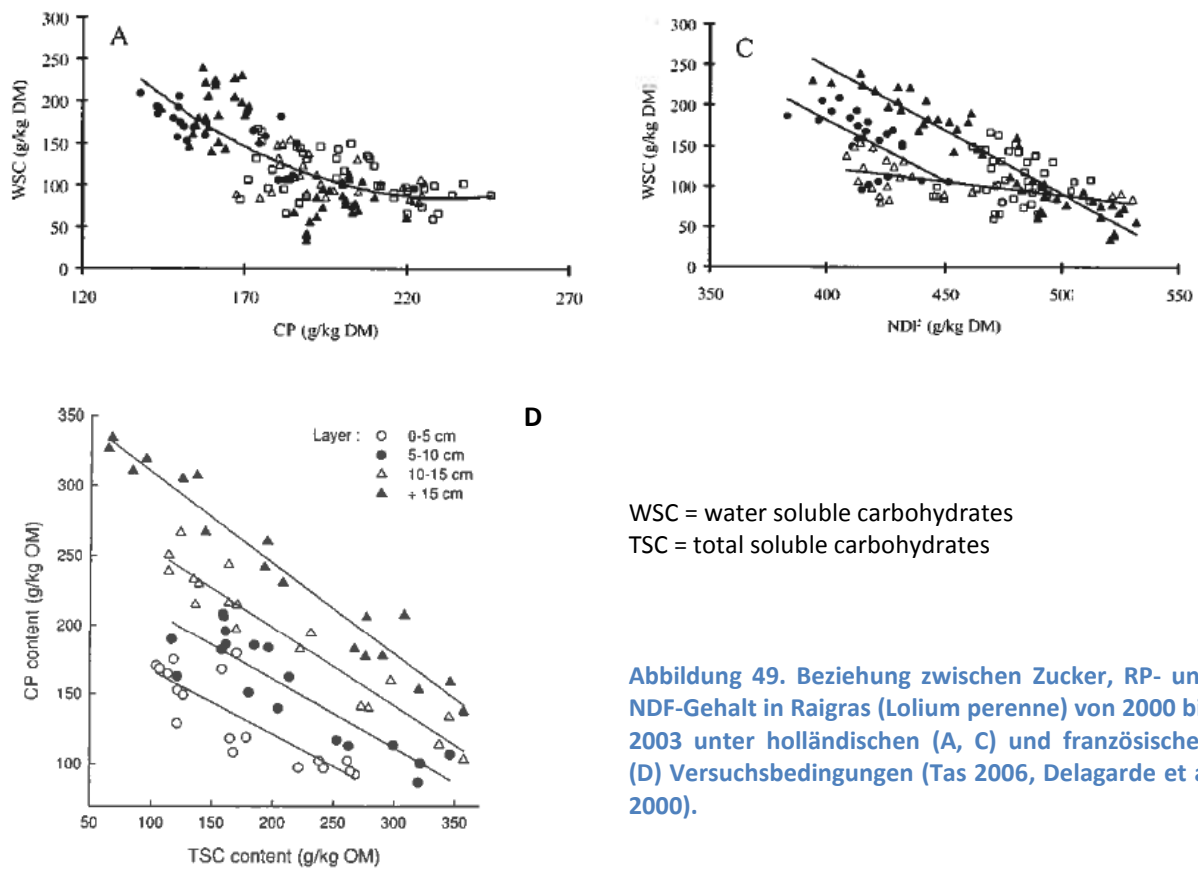 A
WSC (g/kg DM)
300
250
200
150
100
50
0
120
170
220
270
CP (g/kg DM)
C
WSC (g/kg DM)
300
250
200
150
100
50
0
350
400
450
500
550
NDF (g/kg DM)
D
CP content (g/kg OM)
350
300
250
200
150
100
Layer :
0-5 cm
5-10 cm
10-15 cm
+ 15 cm
50
100
150
200
250
300
350
TSC content (g/kg OM)
WSC = water soluble carbohydrates
TSC = total soluble carbohydrates
Abbildung 49. Beziehung zwischen Zucker, RP- un
NDF-Gehalt in Raigras (Lolium perenne) von 2000 bi
2003 unter holländischen (A, C) und französische
(D) Versuchsbedingungen (Tas 2006, Delagarde et a
2000).